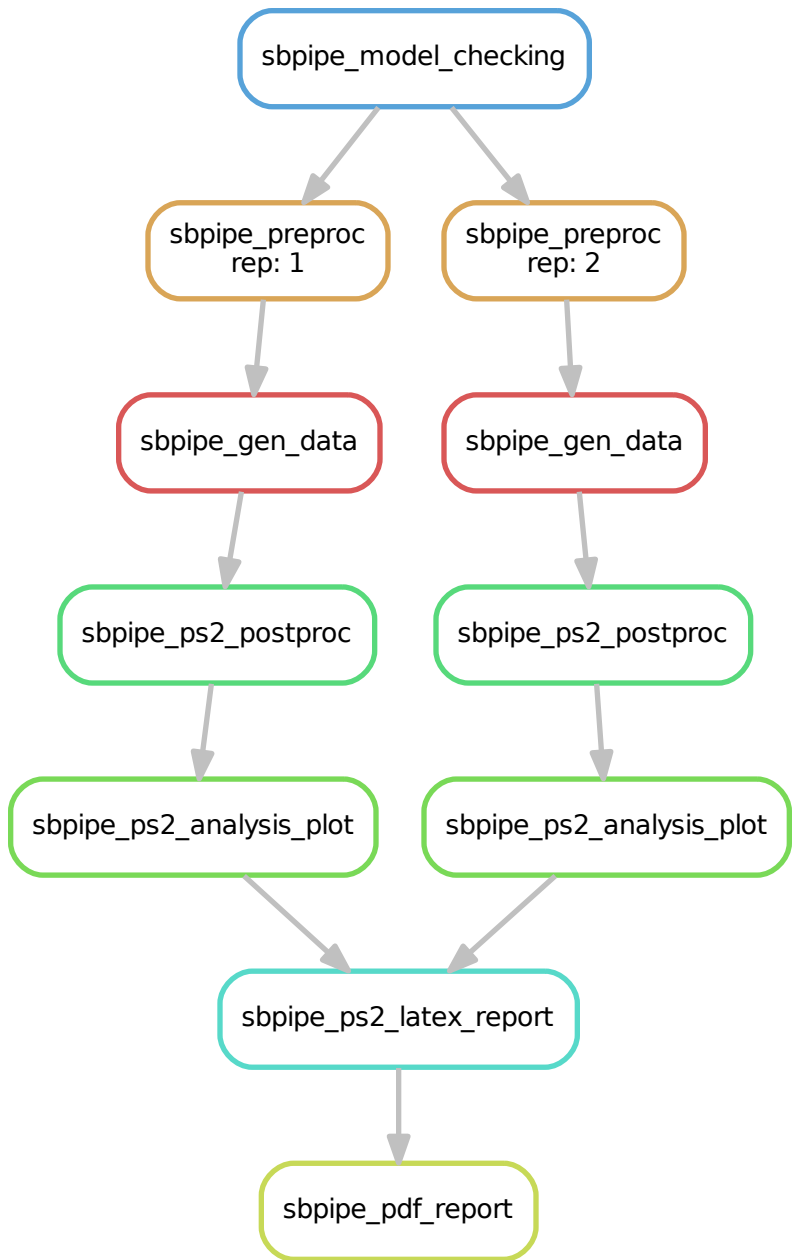 sbpipe_model_checking
sbpipe_preproc
rep: 1
sbpipe_preproc
rep: 2
sbpipe_gen_data
sbpipe_gen_data
sbpipe_ps2_postproc
sbpipe_ps2_postproc
sbpipe_ps2_analysis_plot
sbpipe_ps2_analysis_plot
sbpipe_ps2_latex_report
sbpipe_pdf_report